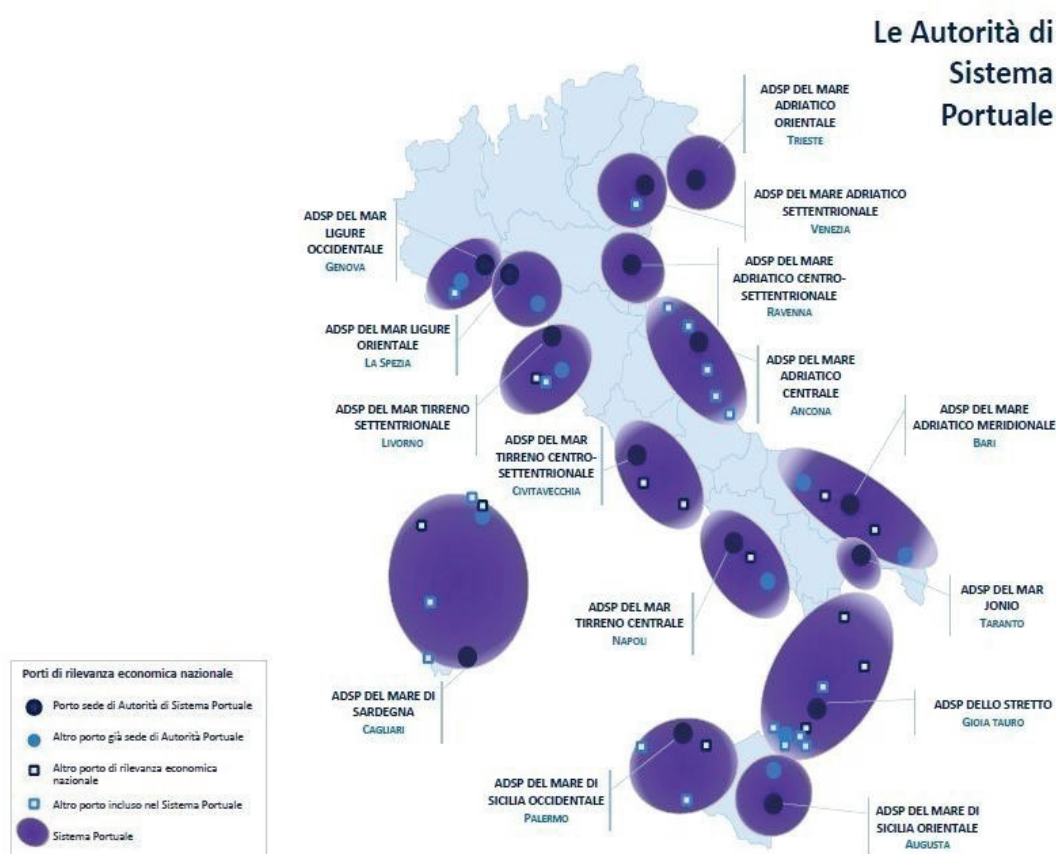 Le Autorità di
Sistema
Portuale
ADSP DEL MARE
ADRIATICO
ORIENTALE
TRIESTE
ADSP DEL MARE ADRIATICO
SETTENTRIONALE
VENEZIA
ADSP DEL MAR
LIGURE
OCCIDENTALE
GENOVA
ADSP DEL MARE
ADRIATICO CENTRO-
SETTENTRIONALE
RAVENNA
ADSP DEL MAR LIGURE
ORIENTALE
LA SPEZIA
ADSP DEL MARE
ADRIATICO
CENTRALE
ANCONA
ADSP DEL MAR TIRRENO
SETTENTRIONALE
LIVORNO
ADSP DEL MARE
ADRIATICO MERIDIONALE
BARI
ADSP DEL MAR
TIRRENO CENTRO-
SETTENTRIONALE
CIVITAVECCHIA
ADSP DEL MAR
JONIO
TARANTO
ADSP DEL MAR
TIRRENO CENTRALE
NAPOLI
ADSP DEL MARE DI
SARDEGNA
CAGLIARI
ADSP DELLO STRETTO
GIOIA TAURO
ADSP DEL MARE DI
SICILIA OCCIDENTALE
PALERMO
ADSP DEL MARE DI
SICILIA ORIENTALE
AUGUSTA
Porti di rilevanza economica nazionale
Porto sede di Autorità di Sistema Portuale
Altro porto già sede di Autorità Portuale
Altro porto di rilevanza economica
nazionale
Altro porto incluso nel Sistema Portuale
Sistema Portuale